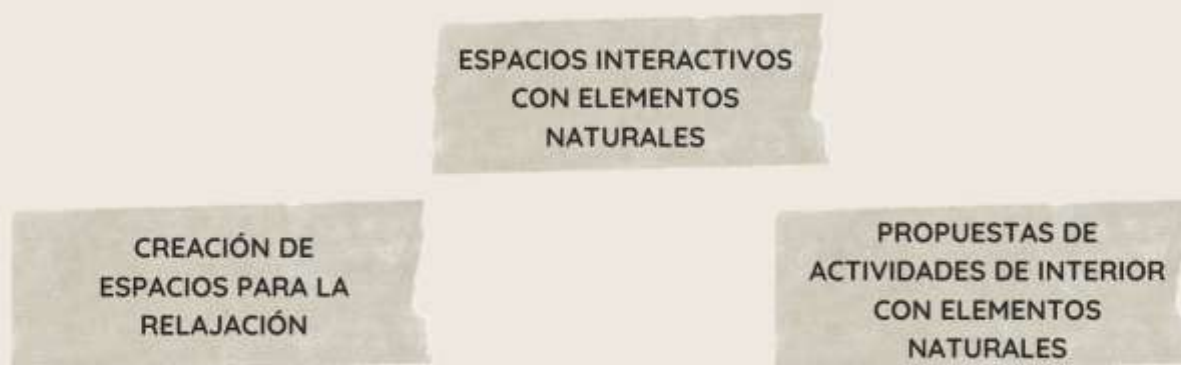 ESPACIOS INTERACTIVOS
CON ELEMENTOS
NATURALES
CREACIÓN DE
ESPACIOS PARA LA
RELAJACIÓN
PROPUESTAS DE
ACTIVIDADES DE INTERIOR
CON ELEMENTOS
NATURALES